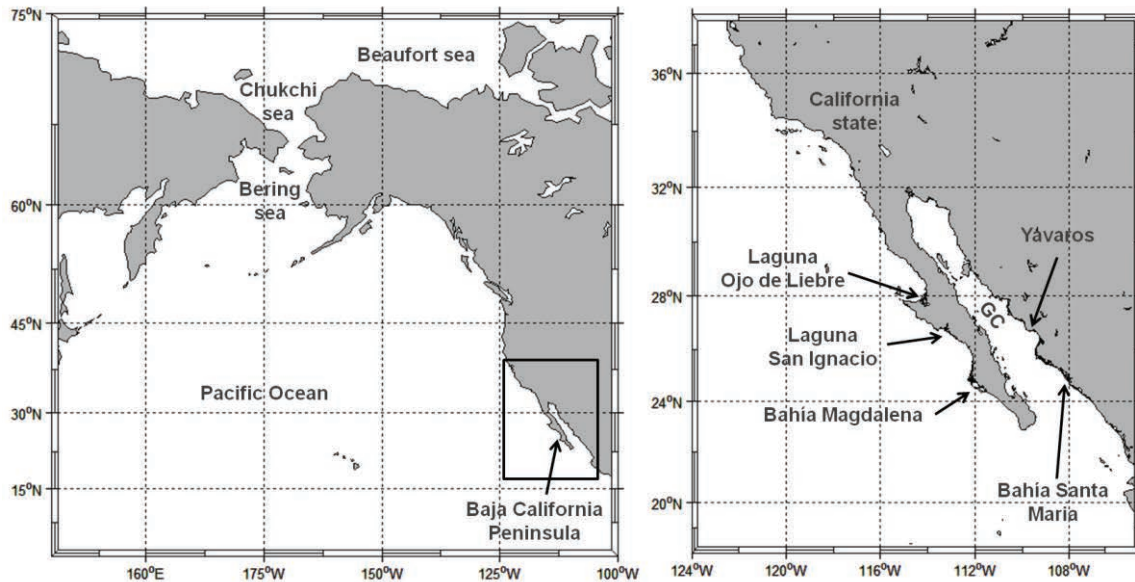 75°N
60°N
45°N
30°N
15°N
Beaufort sea
Chukchi
sea
Bering
sea
Pacific Ocean
Baja California
Peninsula
160°E
175°W
150°W
125°W
100°W
36°N
32°N
28°N
24°N
20°N
California
state
Yavaros
Laguna
Ojo de Liebre
GC
Laguna
San Ignacio
Bahía Magdalena
Bahía Santa
María
124°W
120°W
116°W
112°W
108°W